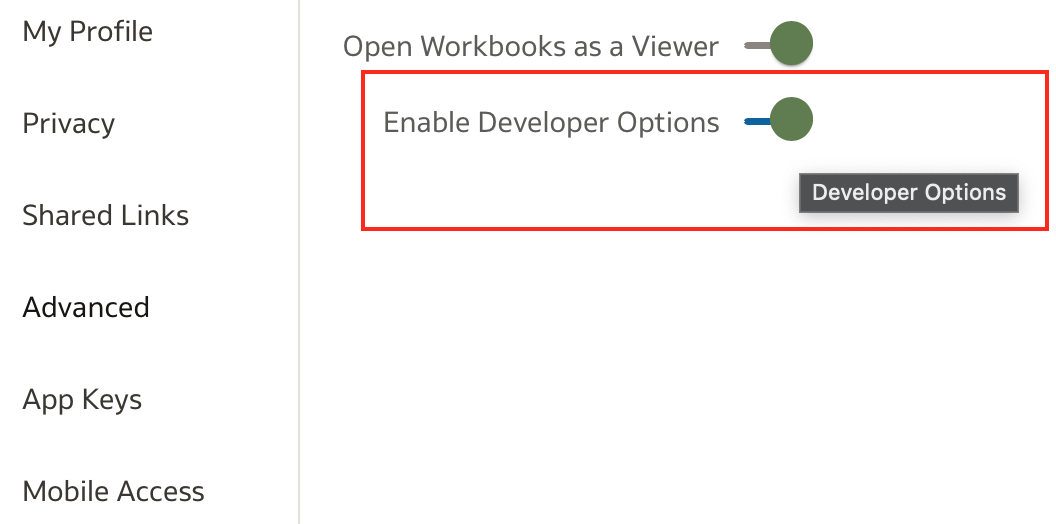 My Profile
Privacy
Shared Links
Advanced
App Keys
Mobile Access
Open Workbooks as a Viewer
Enable Developer Options
Developer Options